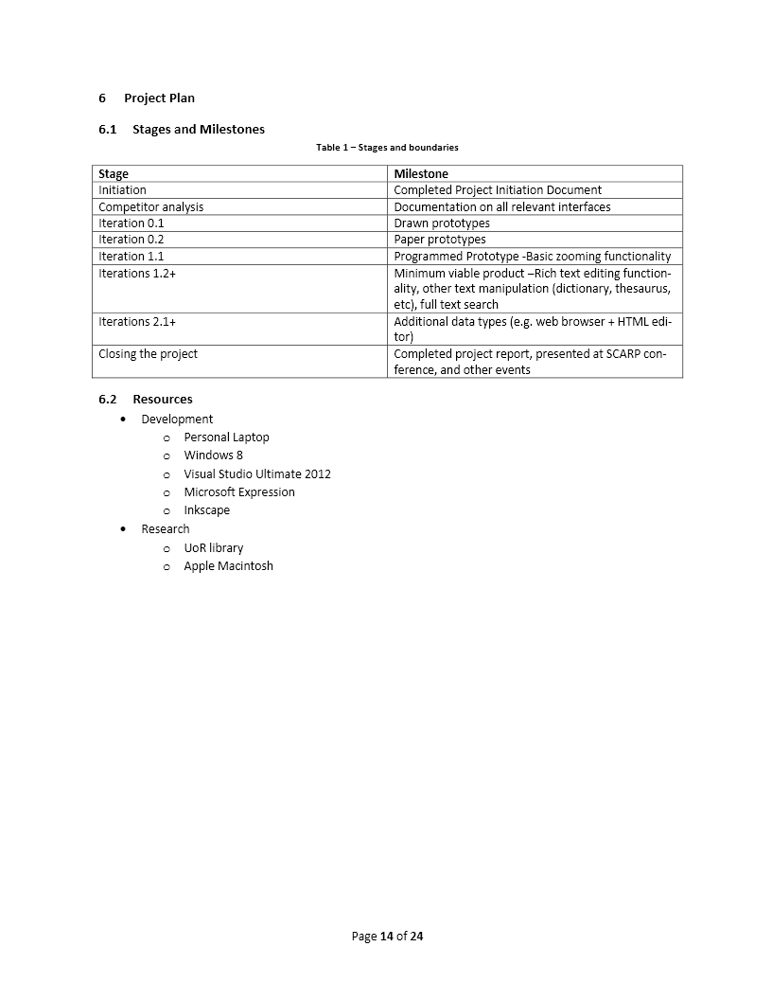 6 Project Plan
6.1 Stages and Milestones
Table 1 – Stages and boundaries
Stage Milestone
Initiation Completed Project Initiation Document
Competitor analysis Documentation on all relevant interfaces
Iteration 0.1 Drawn prototypes
Iteration 0.2 Paper prototypes
Iteration 1.1 Programmed Prototype -Basic zooming functionality
Iterations 1.2+ Minimum viable product –Rich text editing function-
ality, other text manipulation (dictionary, thesaurus,
etc), full text search
Iterations 2.1+ Additional data types (e.g. web browser + HTML edi-
tor)
Closing the project Completed project report, presented at SCARP con-
ference, and other events
6.2 Resources
• Development
o Personal Laptop
o Windows 8
o Visual Studio Ultimate 2012
o Microsoft Expression
o Inkscape
• Research
o UoR library
o Apple Macintosh
Page 14 of 24